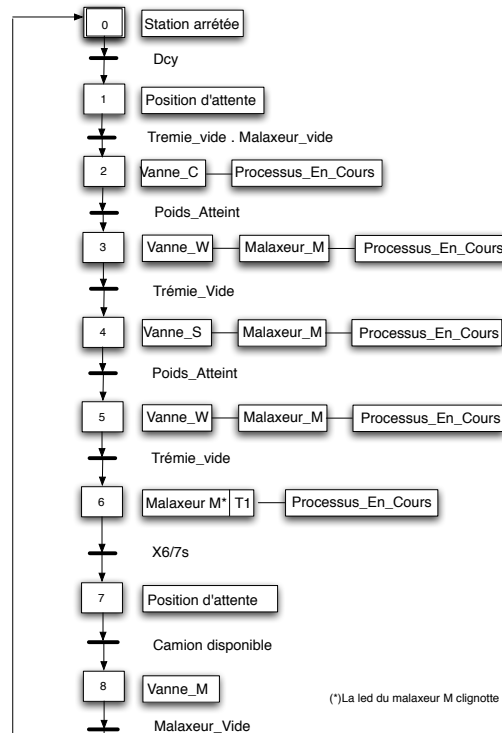 0 Station arrétée
Dcy
1 Position d'attente
Tremie_vide . Malaxeur_vide
2 Vanne_C Processus_En_Cours
Poids_Atteint
3 Vanne_W Malaxeur_M Processus_En_Cours
Trémie_Vide
4 Vanne_S Malaxeur_M Processus_En_Cours
Poids_Atteint
5 Vanne_W Malaxeur_M Processus_En_Cours
Trémie_vide
6 Malaxeur M* T1 Processus_En_Cours
X6/7s
7 Position d'attente
Camion disponible
8 Vanne_M
(*)La led du malaxeur M clignotte
Malaxeur_Vide